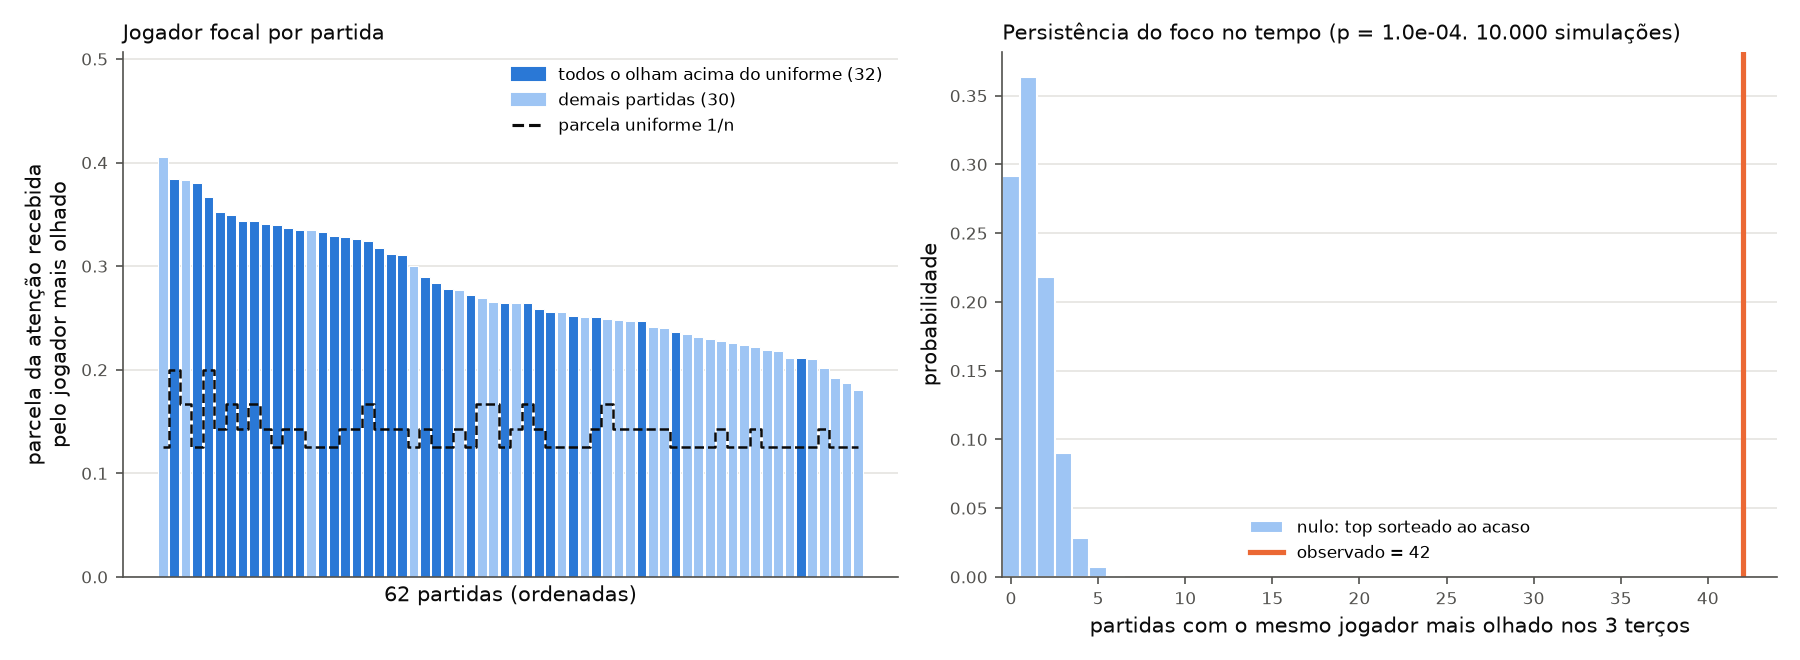 Jogador focal por partida
0.5
0.4
0.3
0.2
0.1
0.0
parcela da atenção recebida
pelo jogador mais olhado
todos o olham acima do uniforme (32)
demais partidas (30)
parcela uniforme 1/n
62 partidas (ordenadas)
Persistência do foco no tempo (p = 1.0e-04. 10.000 simulações)
0.35
0.30
0.25
0.20
0.15
0.10
0.05
0.00
probabilidade
nulo: top sorteado ao acaso
observado = 42
0 5 10 15 20 25 30 35 40
partidas com o mesmo jogador mais olhado nos 3 terços